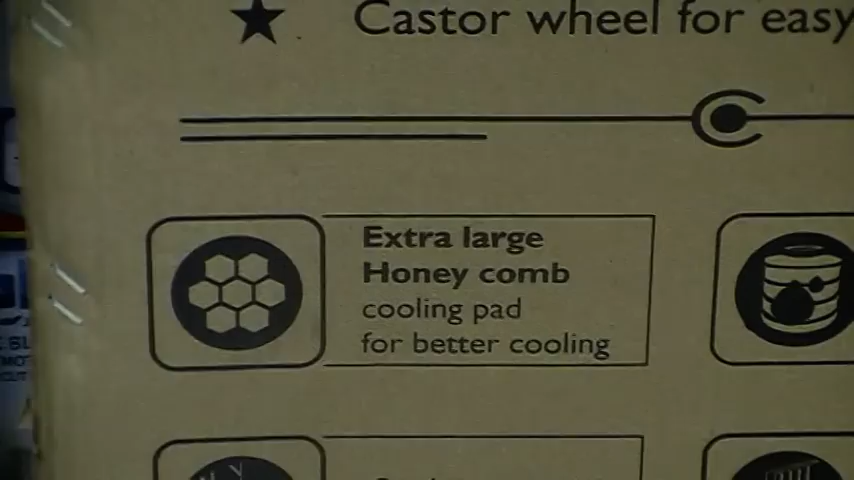 Castor wheel for easy
Extra large
Honey comb
cooling pad
for better cooling